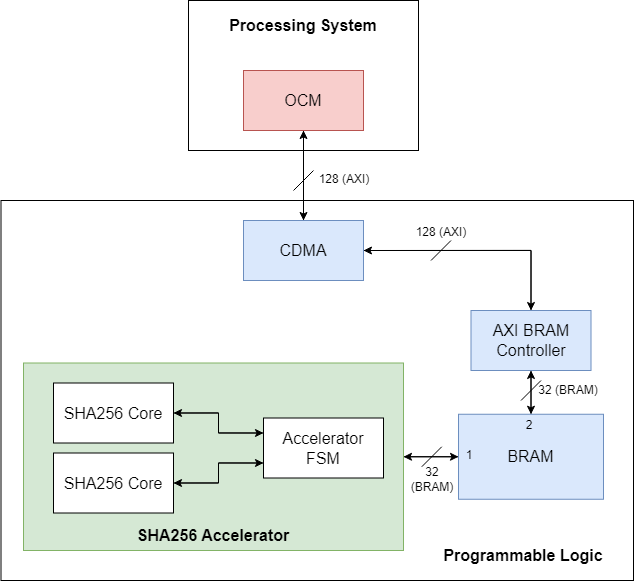 Processing System
OCM
128 (AXI)
CDMA
128 (AXI)
AXI BRAM
Controller
32 (BRAM)
SHA256 Core
Accelerator
FSM
SHA256 Core
32
(BRAM)
2
1
BRAM
SHA256 Accelerator
Programmable Logic